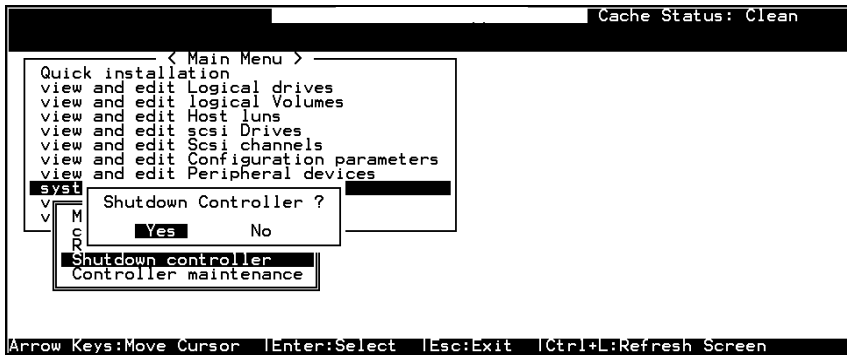 Cache Status: Clean
< Main Menu >
Quick installation
view and edit Logical drives
view and edit logical Volumes
view and edit Host luns
view and edit scsi Drives
view and edit Scsi channels
view and edit Configuration parameters
view and edit Peripheral devices
syst
v
v
Shutdown Controller ?
Yes No
M
c
R
Shutdown controller
Controller maintenance
Arrow Keys:Move Cursor |Enter:Select |Esc:Exit |Ctrl+L:Refresh Screen